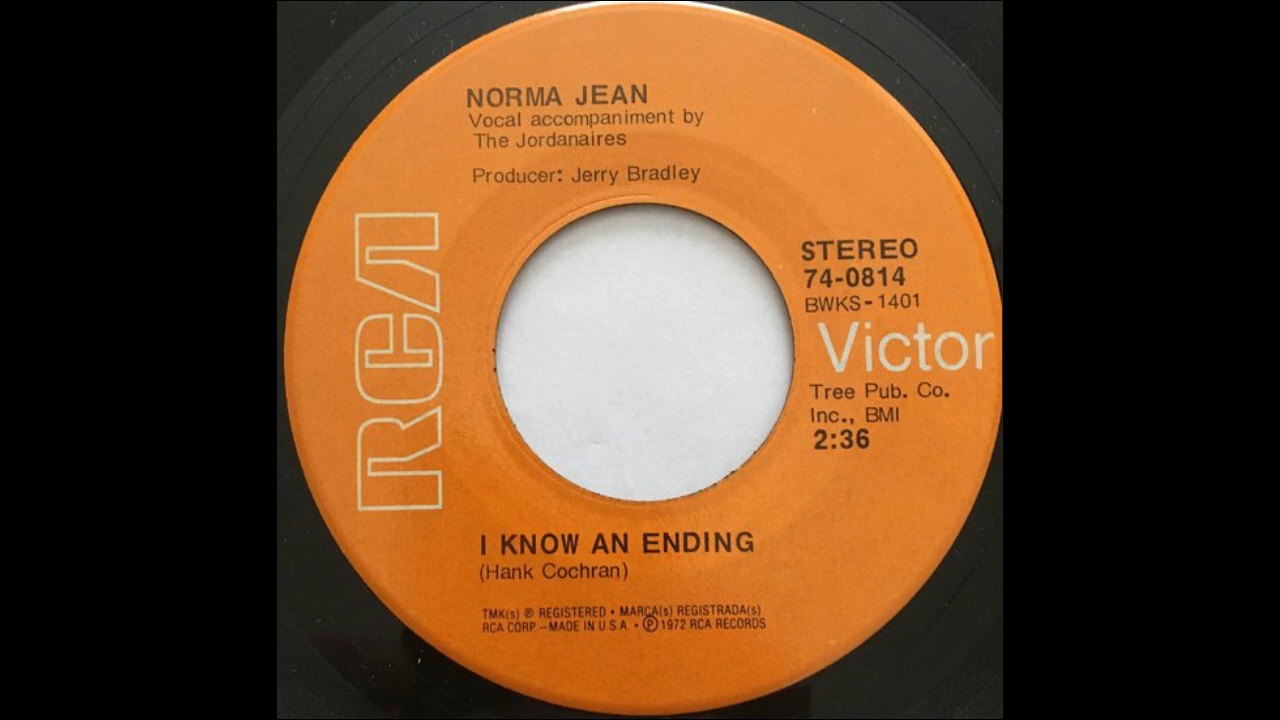 NORMA JEAN
Vocal accompaniment by
The Jordanaires
Producer: Jerry Bradley
RCA
STEREO
74-0814
BWKS-1401
Victor
Tree Pub. Co.
Inc., BMI
2:36
I KNOW AN ENDING
(Hank Cochran)
TMK(s) ® REGISTERED • MARCA(s) REGISTRADA(s)
RCA CORP —MADE IN U.S.A. • ℗ 1972 RCA RECORDS